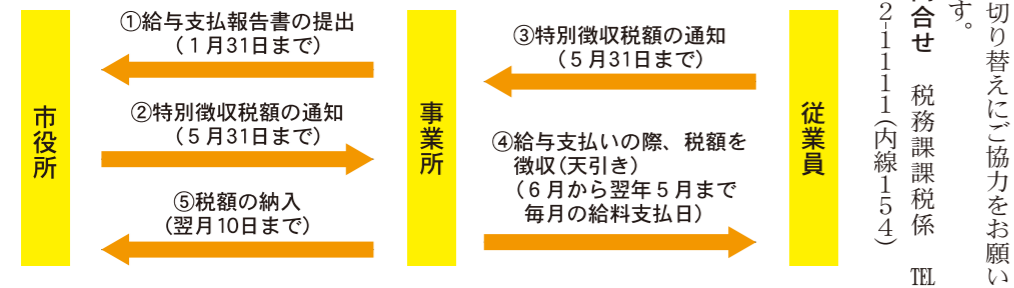 切り替えにご協力をお願い
す。
合せ　税務課課税係　℡
2-1111(内線154)
市役所
①給与支払報告書の提出
(1月31日まで)
②特別徴収税額の通知
(5月31日まで)
⑤税額の納入
(翌月10日まで)
事業所
③特別徴収税額の通知
(5月31日まで)
④給与支払いの際、税額を
徴収(天引き)
(6月から翌年5月まで
毎月の給料支払日)
従業員